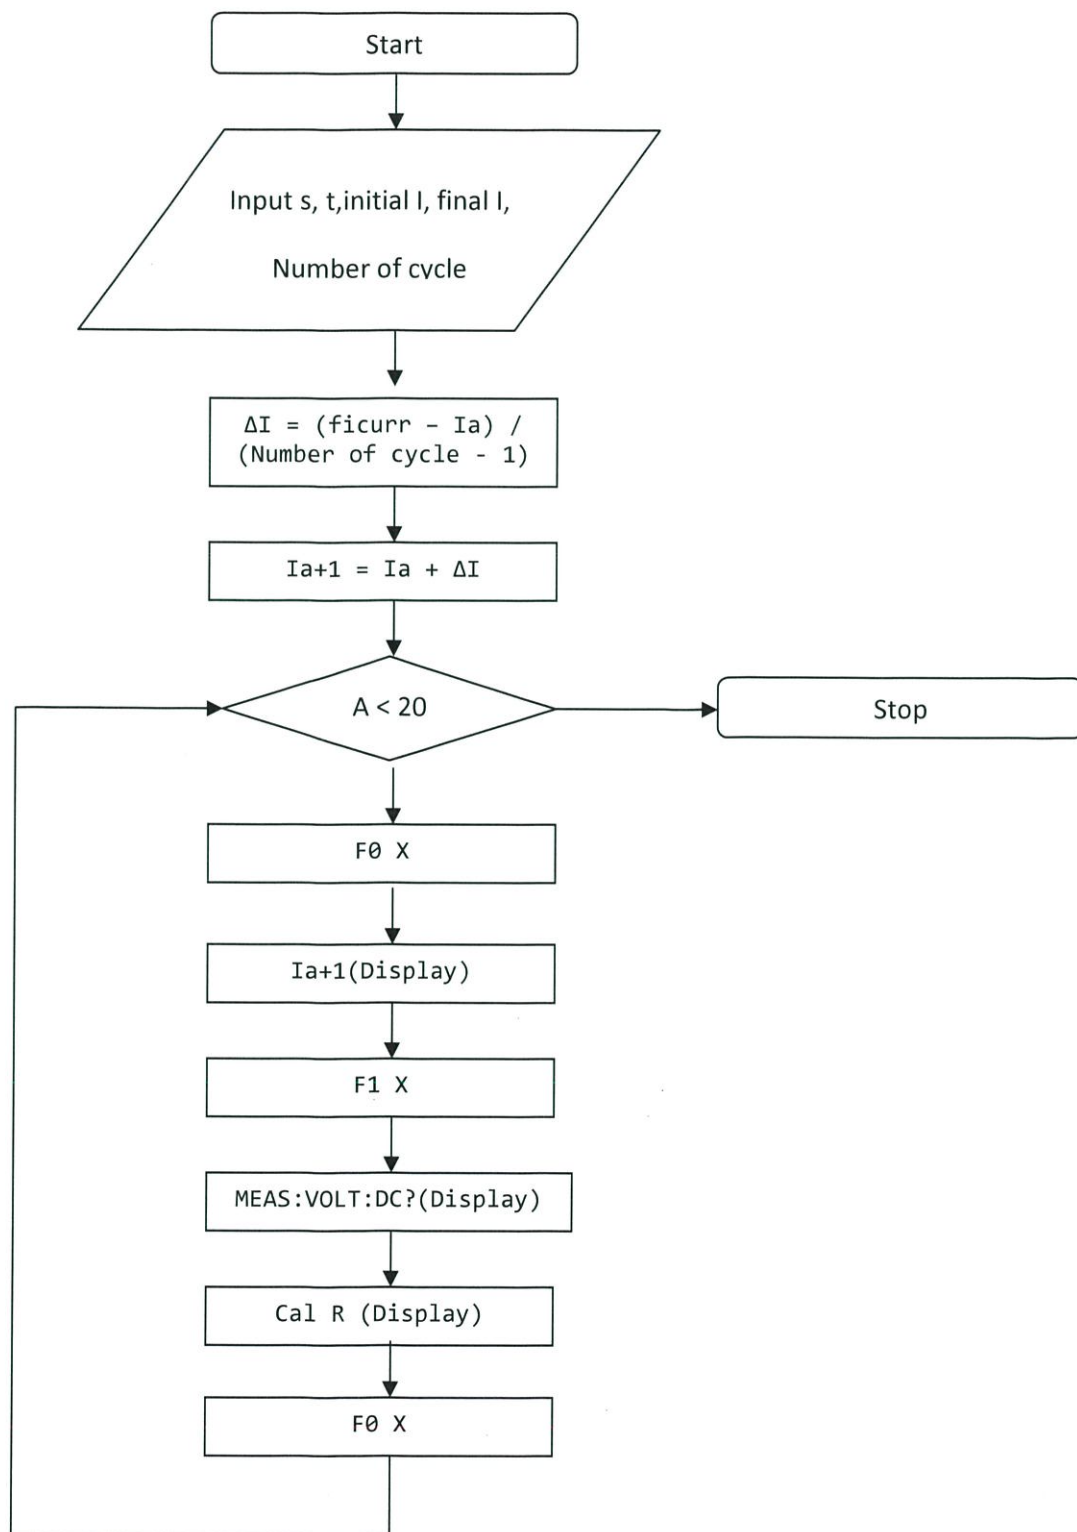 Start
Input s, t,initial I, final I,
Number of cvcle
ΔI = (ficurr – Ia) /
(Number of cycle - 1)
Ia+1 = Ia + ΔI
A < 20
Stop
F0 X
Ia+1(Display)
F1 X
MEAS:VOLT:DC?(Display)
Cal R (Display)
F0 X